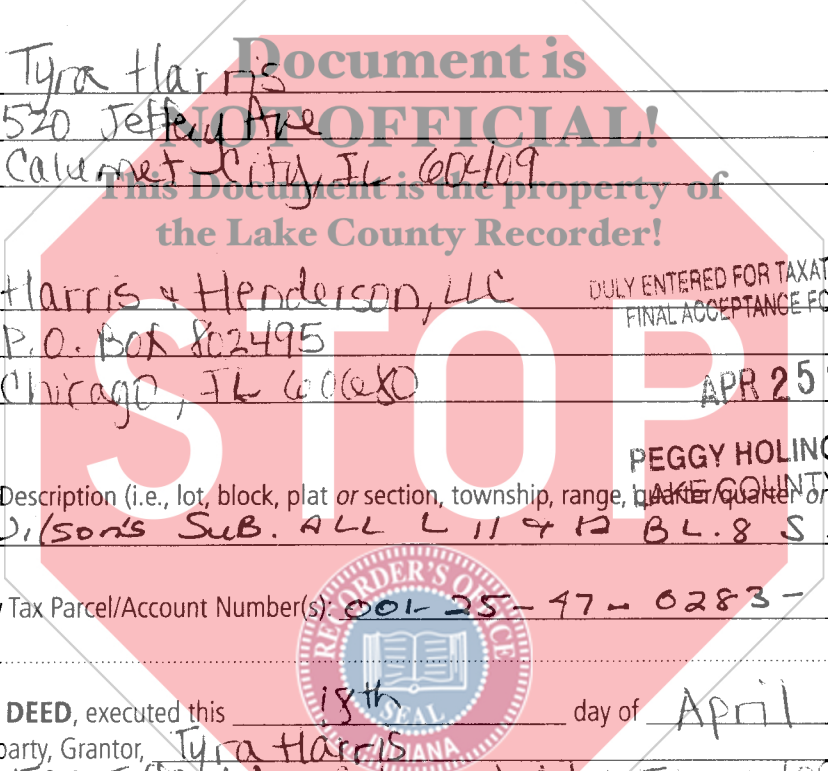 Document is
Tyra Harris
NOT OFFICIAL!
520 Jeffery Ave
Calumet City, IL 60409
This Document is the property of
the Lake County Recorder!
Harris & Henderson, LLC
DULY ENTERED FOR TAXAT
FINAL ACCEPTANCE FO
P.O. Box 802495
STOP
Chicago, IL 60680
APR 25
PEGGY HOLING
LAKE COUNTY
Description (i.e., lot, block, plat or section, township, range, quarter/quarter or
ilson's SUB. ALL L 11 & 12 BL. 8 S
Tax Parcel/Account Number(s): 001-25-47-0283-
RECORDER'S OFFICE
SEAL
INDIANA
DEED, executed this 18th day of April
party, Grantor, Tyra Harris